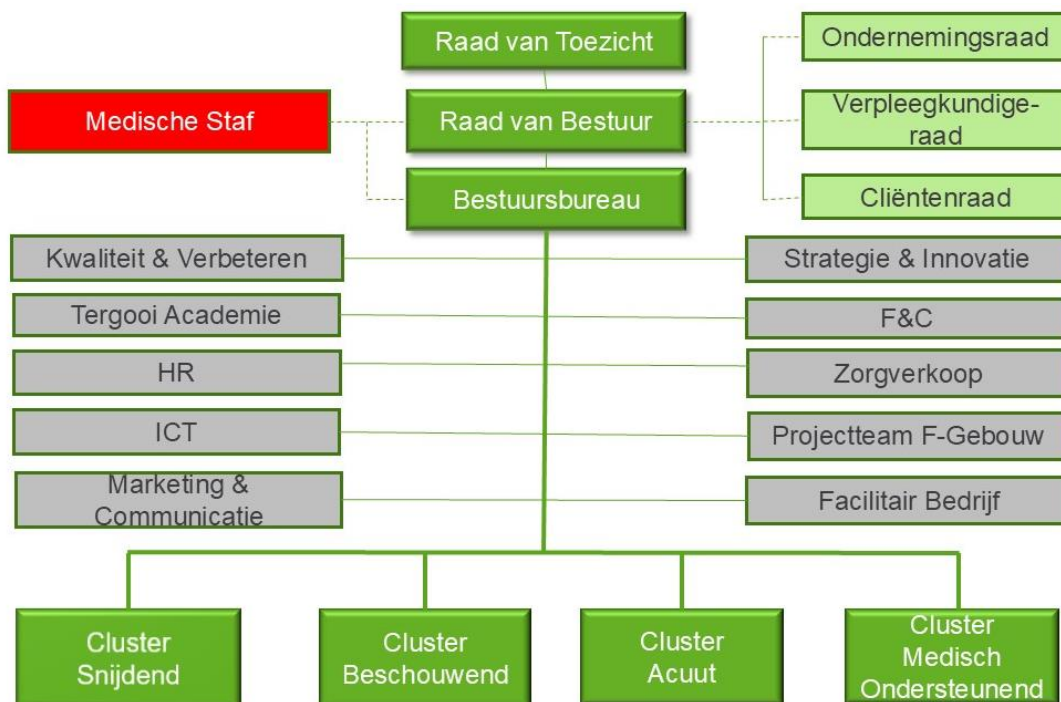 Raad van Toezicht
Ondernemingsraad
Medische Staf
Raad van Bestuur
Verpleegkundige-
raad
Bestuursbureau
Cliëntenraad
Kwaliteit & Verbeteren
Strategie & Innovatie
Tergooi Academie
F&C
HR
Zorgverkoop
ICT
Projectteam F-Gebouw
Marketing &
Communicatie
Facilitair Bedrijf
Cluster
Snijdend
Cluster
Beschouwend
Cluster
Acuut
Cluster
Medisch
Ondersteunend